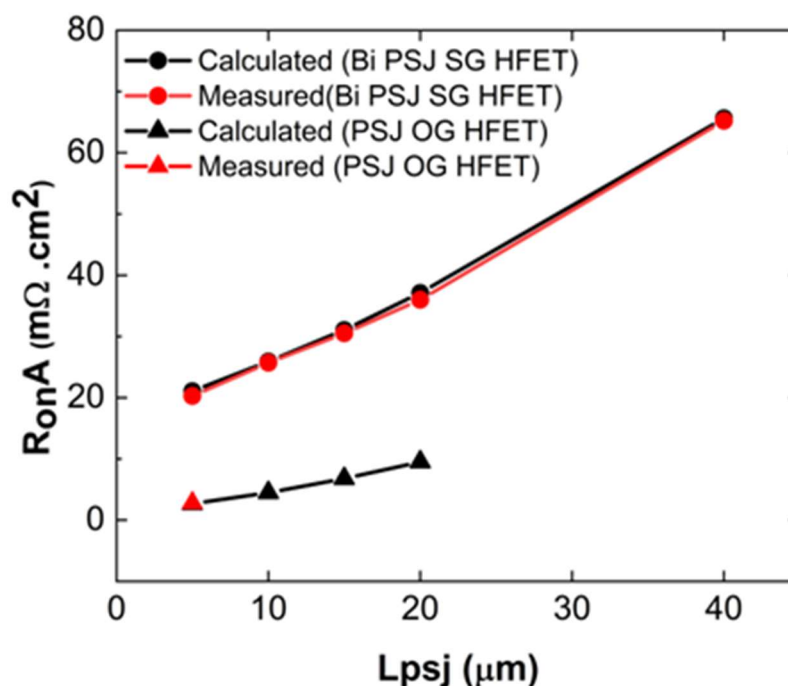 80
60
40
20
0
RonA (mΩ .cm2)
Calculated (Bi PSJ SG HFET)
Measured(Bi PSJ SG HFET)
Calculated (PSJ OG HFET)
Measured (PSJ OG HFET)
0 10 20 30 40
Lpsj (μm)